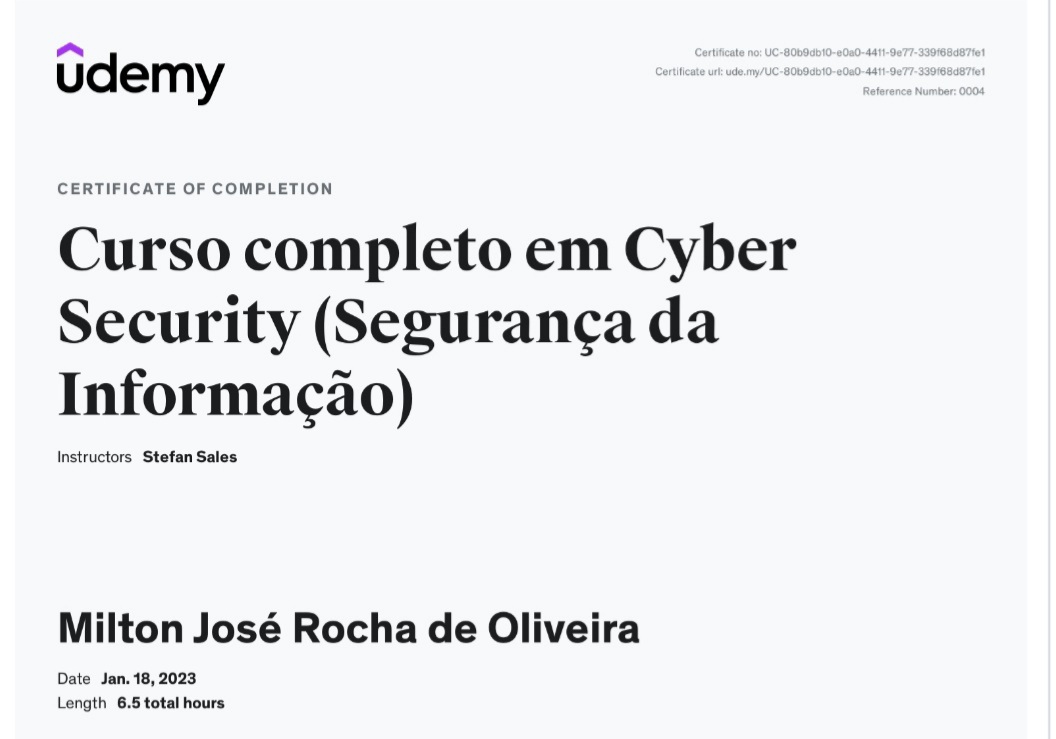 udemy
Certificate no: UC-80b9db10-e0a0-4411-9e77-339f68d87fe1
Certificate url: ude.my/UC-80b9db10-e0a0-4411-9e77-339f68d87fe1
Reference Number: 0004
CERTIFICATE OF COMPLETION
Curso completo em Cyber
Security (Segurança da
Informação)
Instructors Stefan Sales
Milton José Rocha de Oliveira
Date Jan. 18, 2023
Length 6.5 total hours